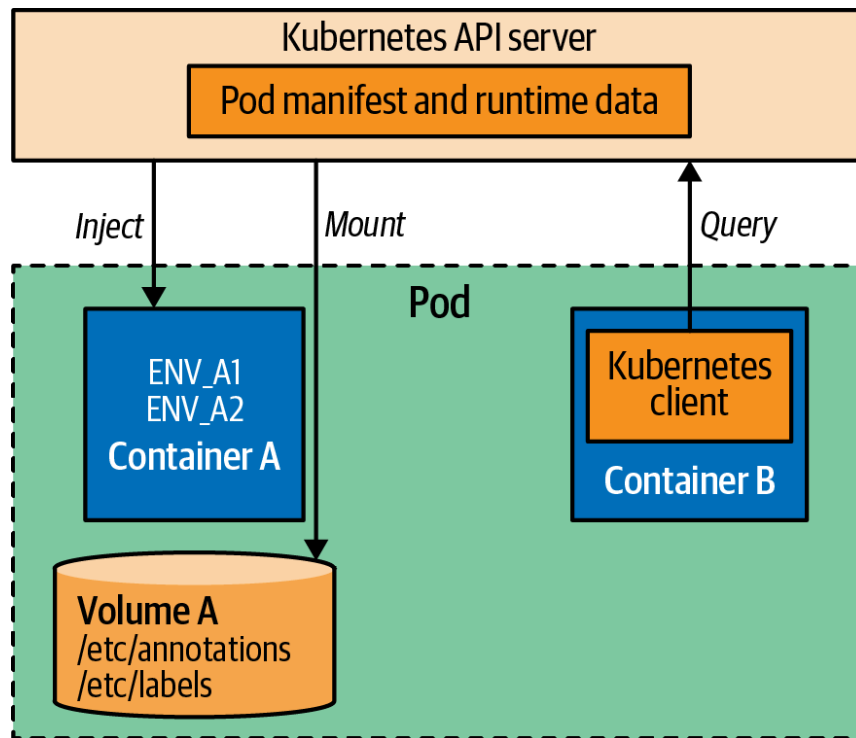 Kubernetes API server
Pod manifest and runtime data
Inject
Mount
Query
Pod
ENV_A1
ENV_A2
Container A
Kubernetes
client
Container B
Volume A
/etc/annotations
/etc/labels